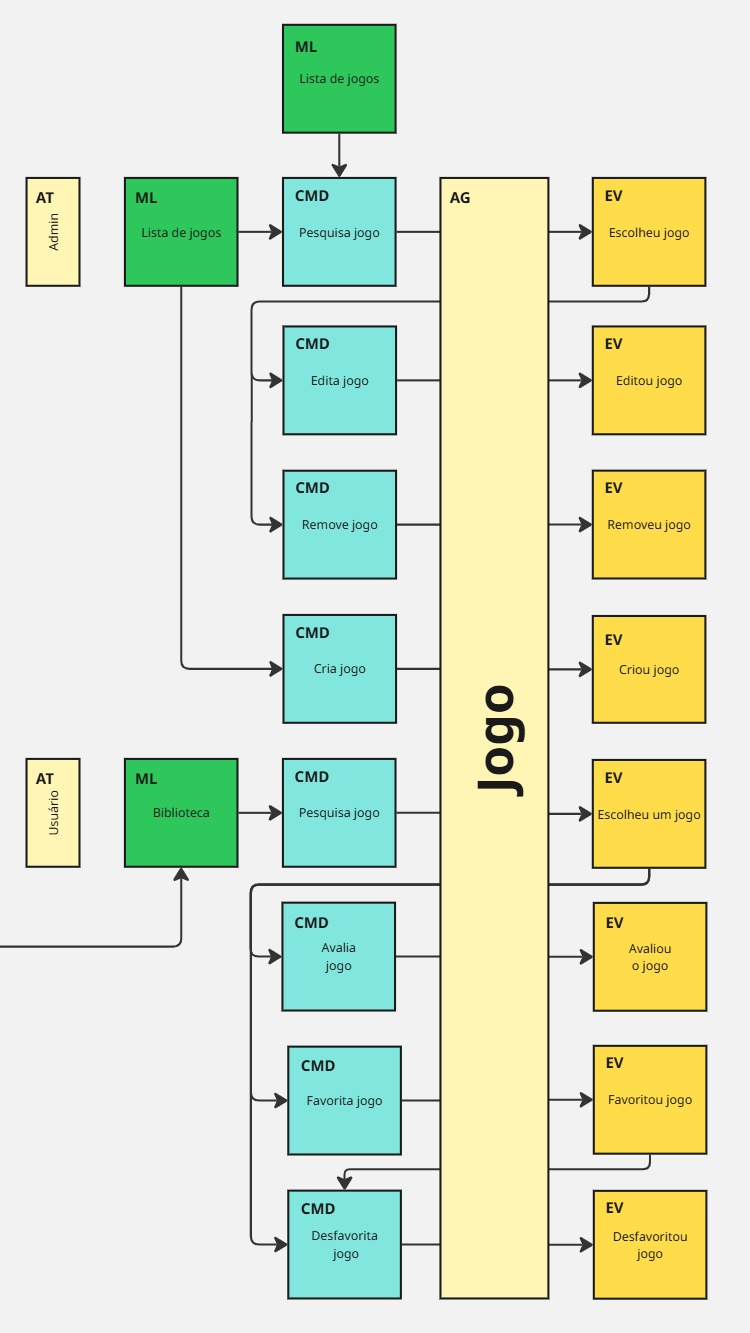 ML
Lista de jogos
AT
Admin
ML
Lista de jogos
CMD
Pesquisa jogo
AG
Jogo
EV
Escolheu jogo
CMD
Edita jogo
EV
Editou jogo
CMD
Remove jogo
EV
Removeu jogo
CMD
Cria jogo
EV
Criou jogo
AT
Usuário
ML
Biblioteca
CMD
Pesquisa jogo
EV
Escolheu um jogo
CMD
Avalia
jogo
EV
Avaliou
o jogo
CMD
Favorita jogo
EV
Favoritou jogo
CMD
Desfavorita
jogo
EV
Desfavoritou
jogo